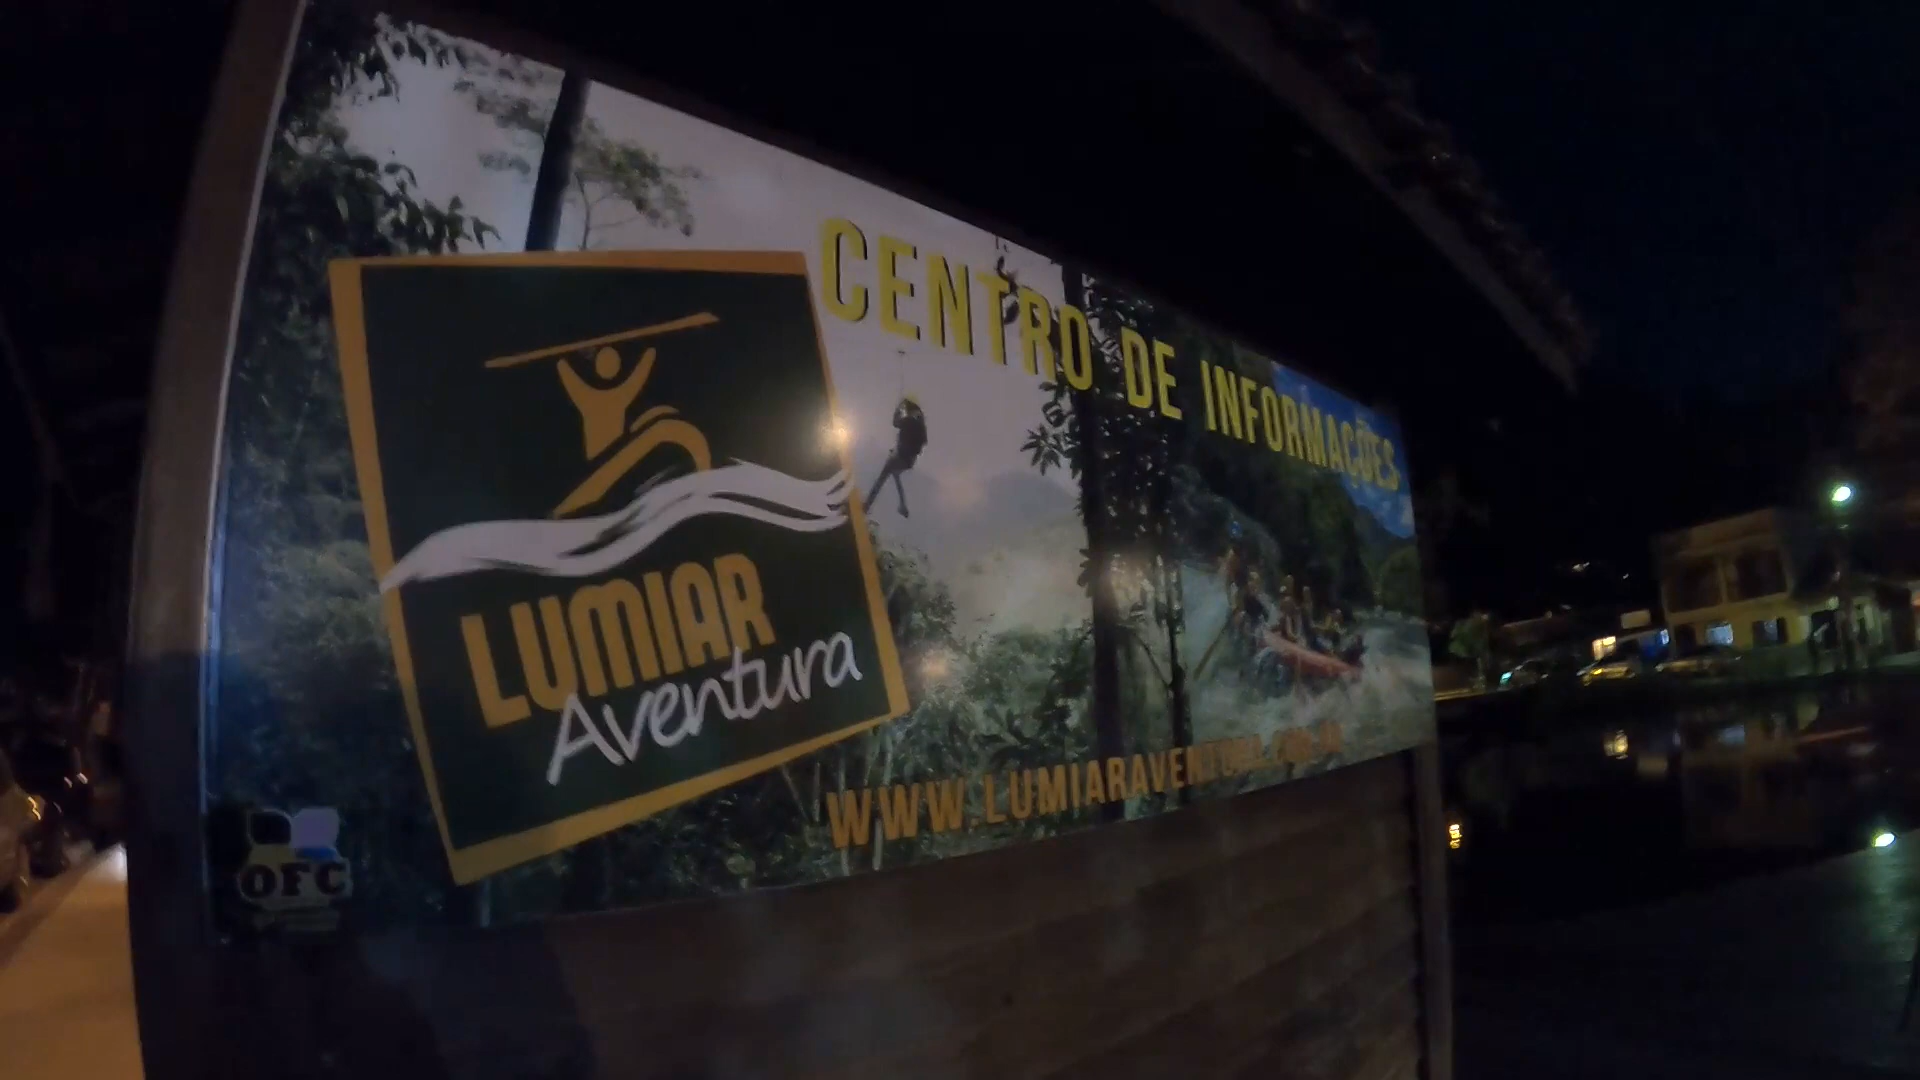 CENTRO DE INFORMAÇÕES
LUMIAR
Aventura
WWW.LUMIARAVENTURA.COM.BR
OFC